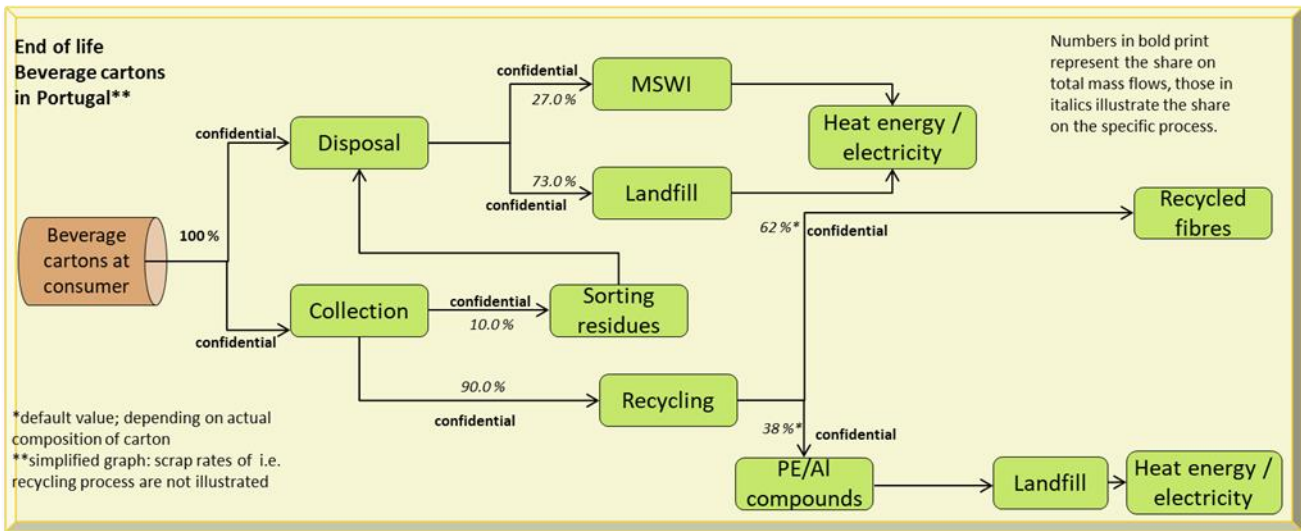 End of life
Beverage cartons
in Portugal**
Numbers in bold print
represent the share on
total mass flows, those in
italics illustrate the share
on the specific process.
confidential
27.0 %
MSWI
Heat energy /
electricity
confidential
Disposal
73.0 %
confidential
Landfill
62 %*
confidential
Recycled
fibres
Beverage
cartons at
consumer
100 %
confidential
Collection
confidential
10.0 %
Sorting
residues
90.0 %
confidential
Recycling
38 %*
confidential
PE/Al
compounds
Landfill
Heat energy /
electricity
*default value; depending on actual
composition of carton
**simplified graph: scrap rates of i.e.
recycling process are not illustrated